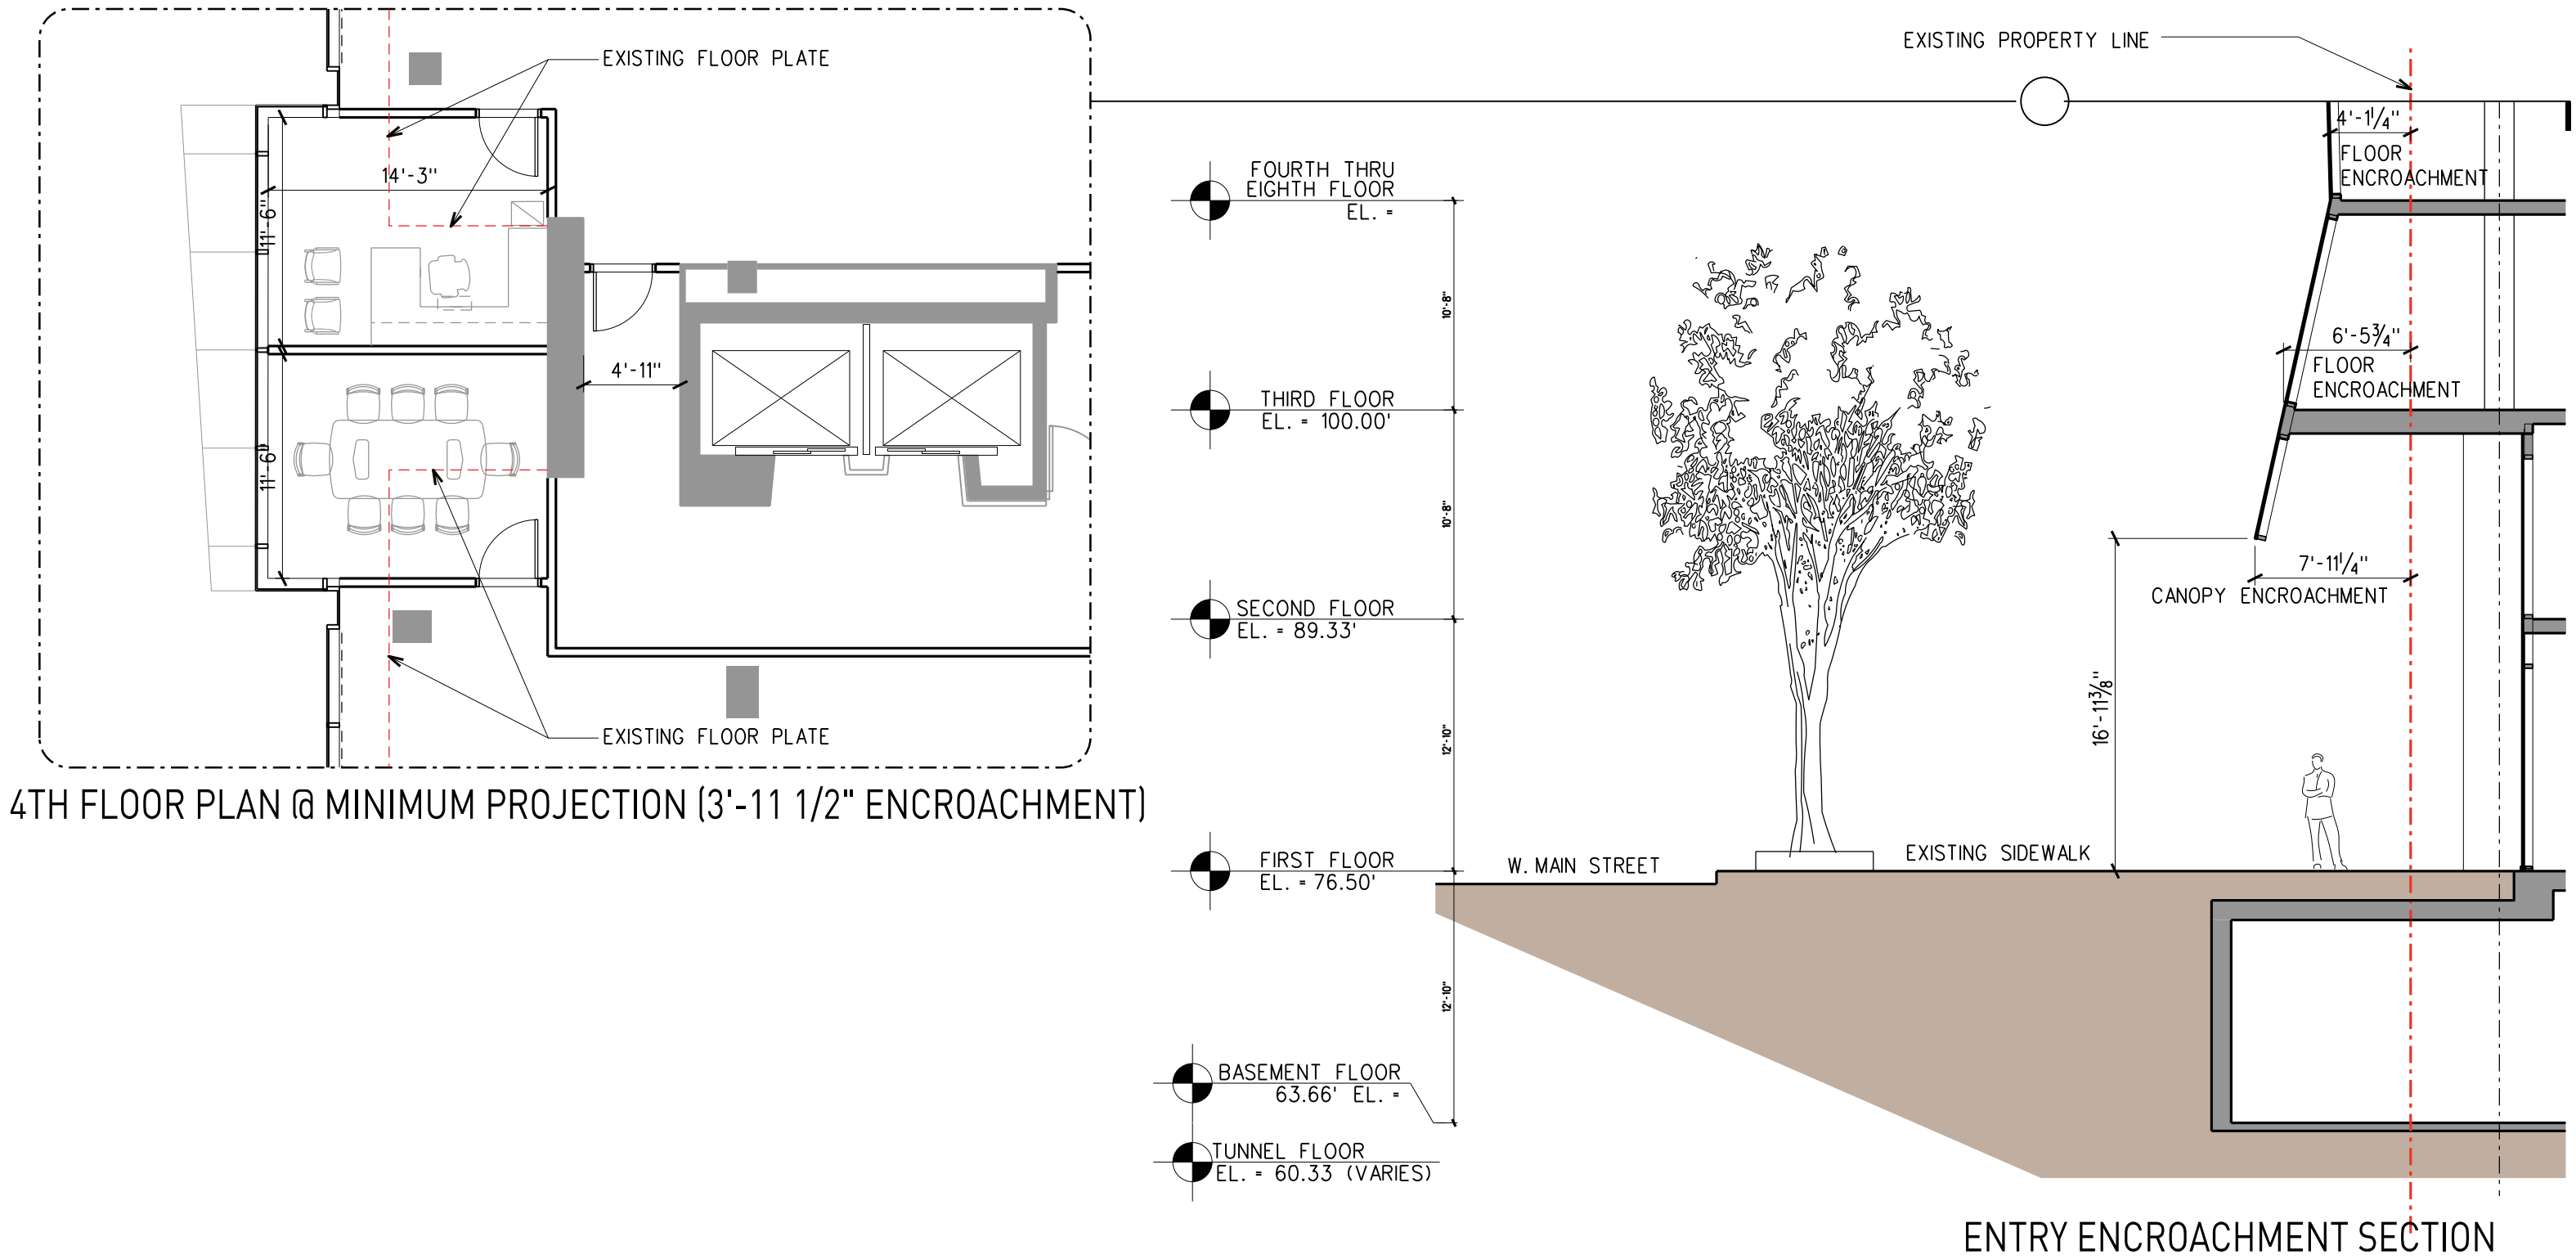 EXISTING FLOOR PLATE
14'-3"
11'-6"
4'-11"
11'-6"
EXISTING FLOOR PLATE
4TH FLOOR PLAN @ MINIMUM PROJECTION (3'-11 1/2" ENCROACHMENT)
EXISTING PROPERTY LINE
4'-11/4"
FLOOR
ENCROACHMENT
FOURTH THRU
EIGHTH FLOOR
EL. =
10'-8"
6'-5 3/4"
FLOOR
ENCROACHMENT
THIRD FLOOR
EL. = 100.00'
10'-8"
7'-11 1/4"
CANOPY ENCROACHMENT
SECOND FLOOR
EL. = 89.33'
12'-10"
16'-11 3/8"
FIRST FLOOR
EL. = 76.50'
W. MAIN STREET
EXISTING SIDEWALK
12'-10"
BASEMENT FLOOR
63.66' EL. =
TUNNEL FLOOR
EL. = 60.33 (VARIES)
ENTRY ENCROACHMENT SECTION